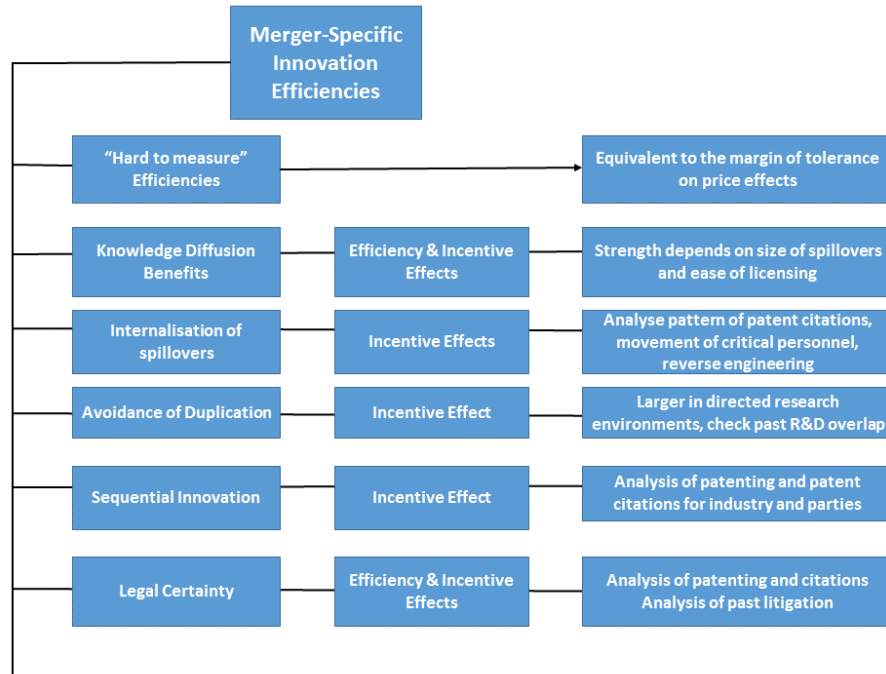 Merger-Specific
Innovation
Efficiencies
“Hard to measure”
Efficiencies
Equivalent to the margin of tolerance
on price effects
Knowledge Diffusion
Benefits
Efficiency & Incentive
Effects
Strength depends on size of spillovers
and ease of licensing
Internalisation of
spillovers
Incentive Effects
Analyse pattern of patent citations,
movement of critical personnel,
reverse engineering
Avoidance of Duplication
Incentive Effect
Larger in directed research
environments, check past R&D overlap
Sequential Innovation
Incentive Effect
Analysis of patenting and patent
citations for industry and parties
Legal Certainty
Efficiency & Incentive
Effects
Analysis of patenting and citations
Analysis of past litigation